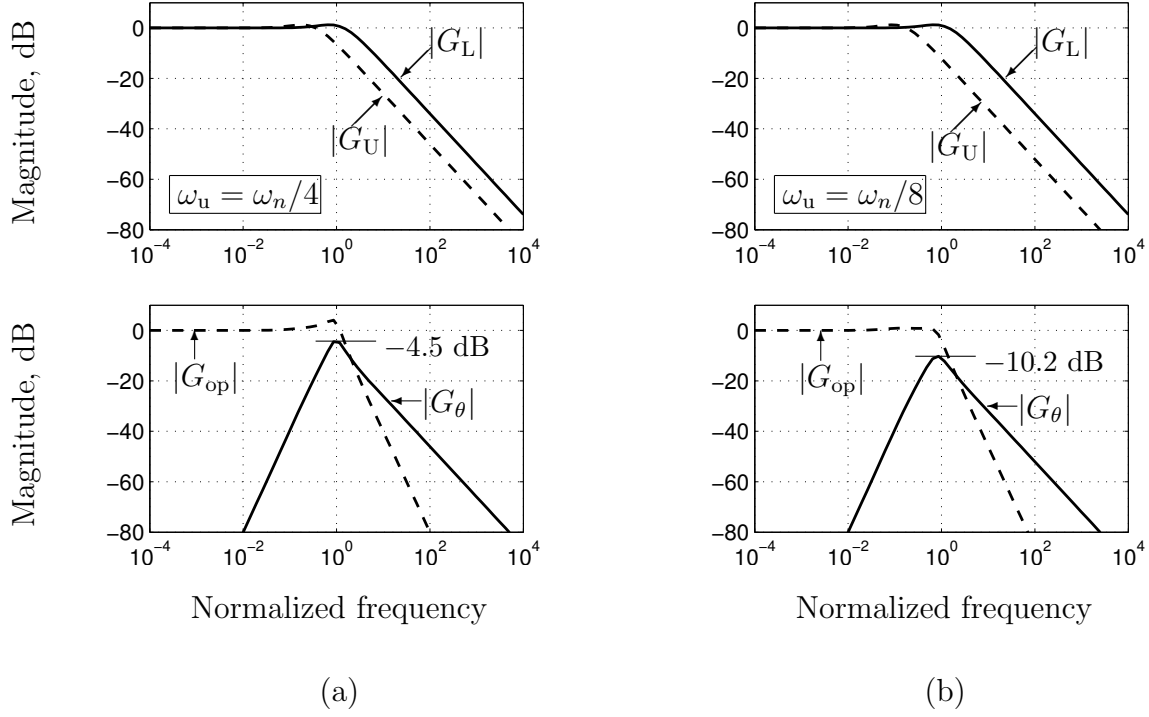 Magnitude, dB
0
−20
−40
−60
−80
|G_L|
|G_U|
ω_u = ω_n/4
10^−4 10^−2 10^0 10^2 10^4
0
−20
−40
−60
−80
|G_L|
|G_U|
ω_u = ω_n/8
10^−4 10^−2 10^0 10^2 10^4
Magnitude, dB
0
−20
−40
−60
−80
−4.5 dB
|G_op|
|G_θ|
10^−4 10^−2 10^0 10^2 10^4
Normalized frequency
(a)
0
−20
−40
−60
−80
−10.2 dB
|G_op|
|G_θ|
10^−4 10^−2 10^0 10^2 10^4
Normalized frequency
(b)